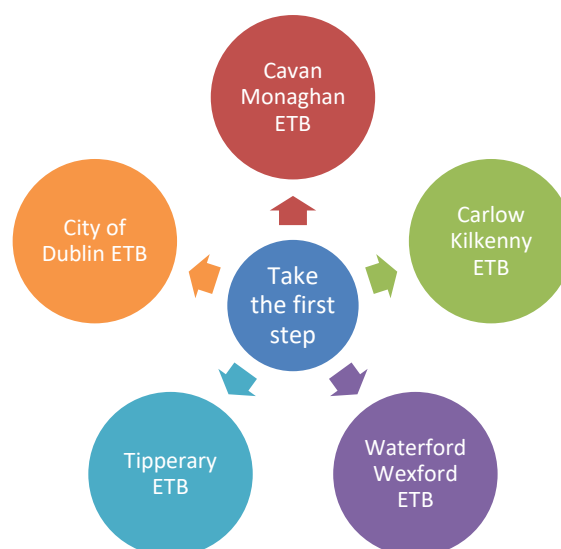 Cavan
Monaghan
ETB
City of
Dublin ETB
Carlow
Kilkenny
ETB
Take
the first
step
Tipperary
ETB
Waterford
Wexford
ETB